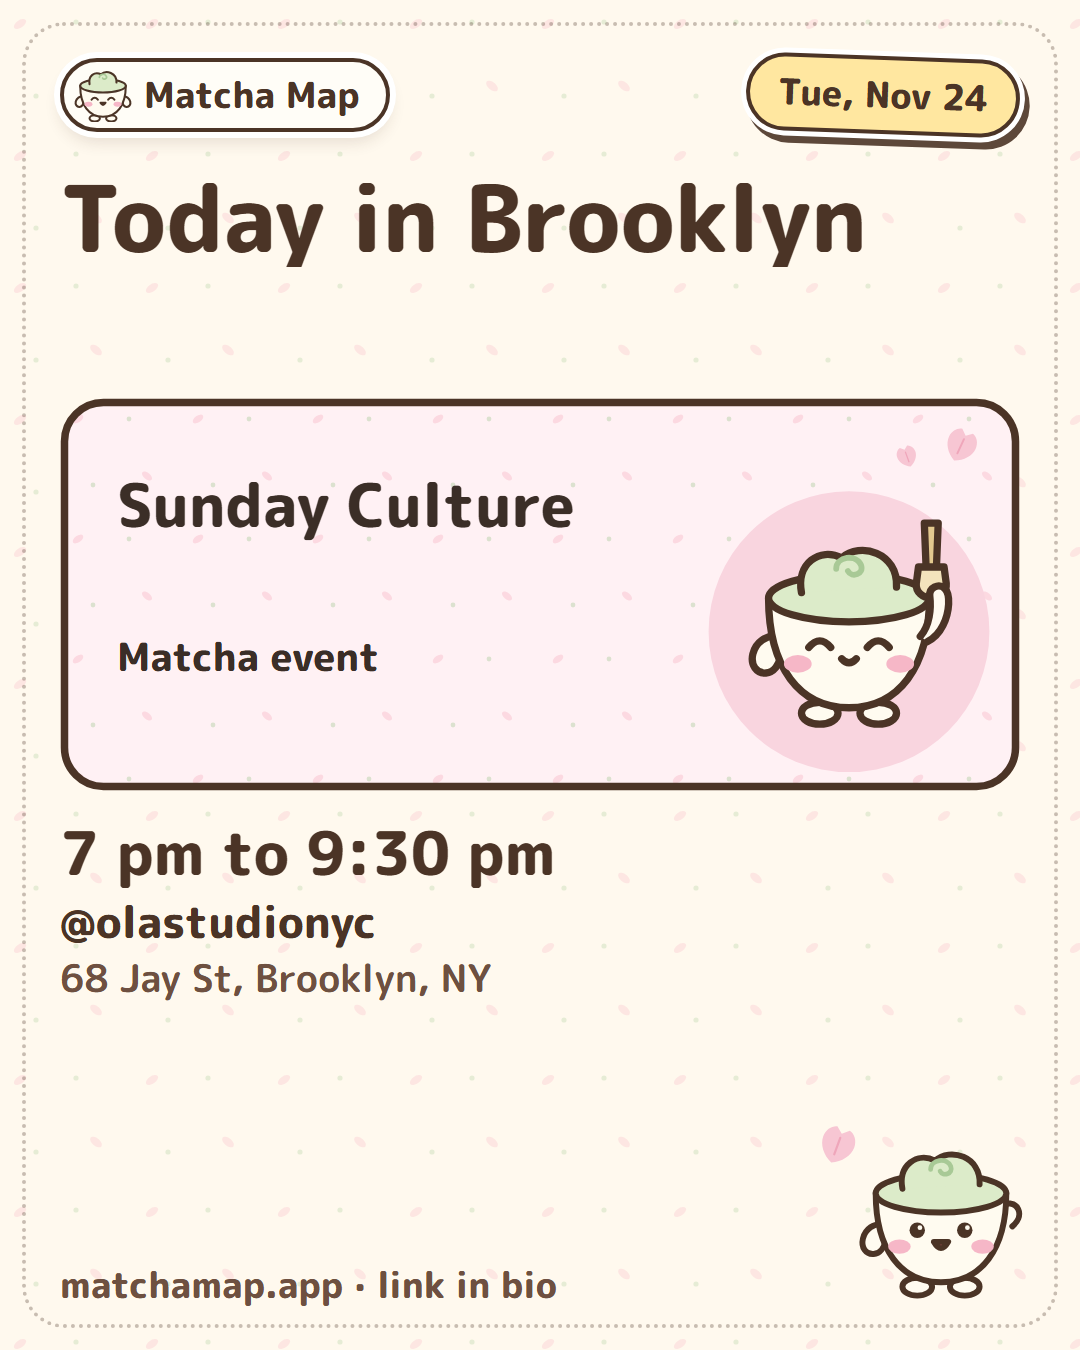 Matcha Map
Tue, Nov 24
Today in Brooklyn
Sunday Culture
Matcha event
7 pm to 9:30 pm
@olastudionyc
68 Jay St, Brooklyn, NY
matchamap.app · link in bio